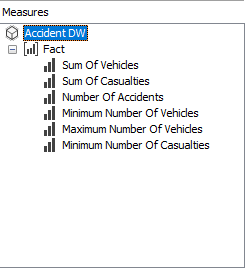 Measures
Accident DW
Fact
Sum Of Vehicles
Sum Of Casualties
Number Of Accidents
Minimum Number Of Vehicles
Maximum Number Of Vehicles
Minimum Number Of Casualties